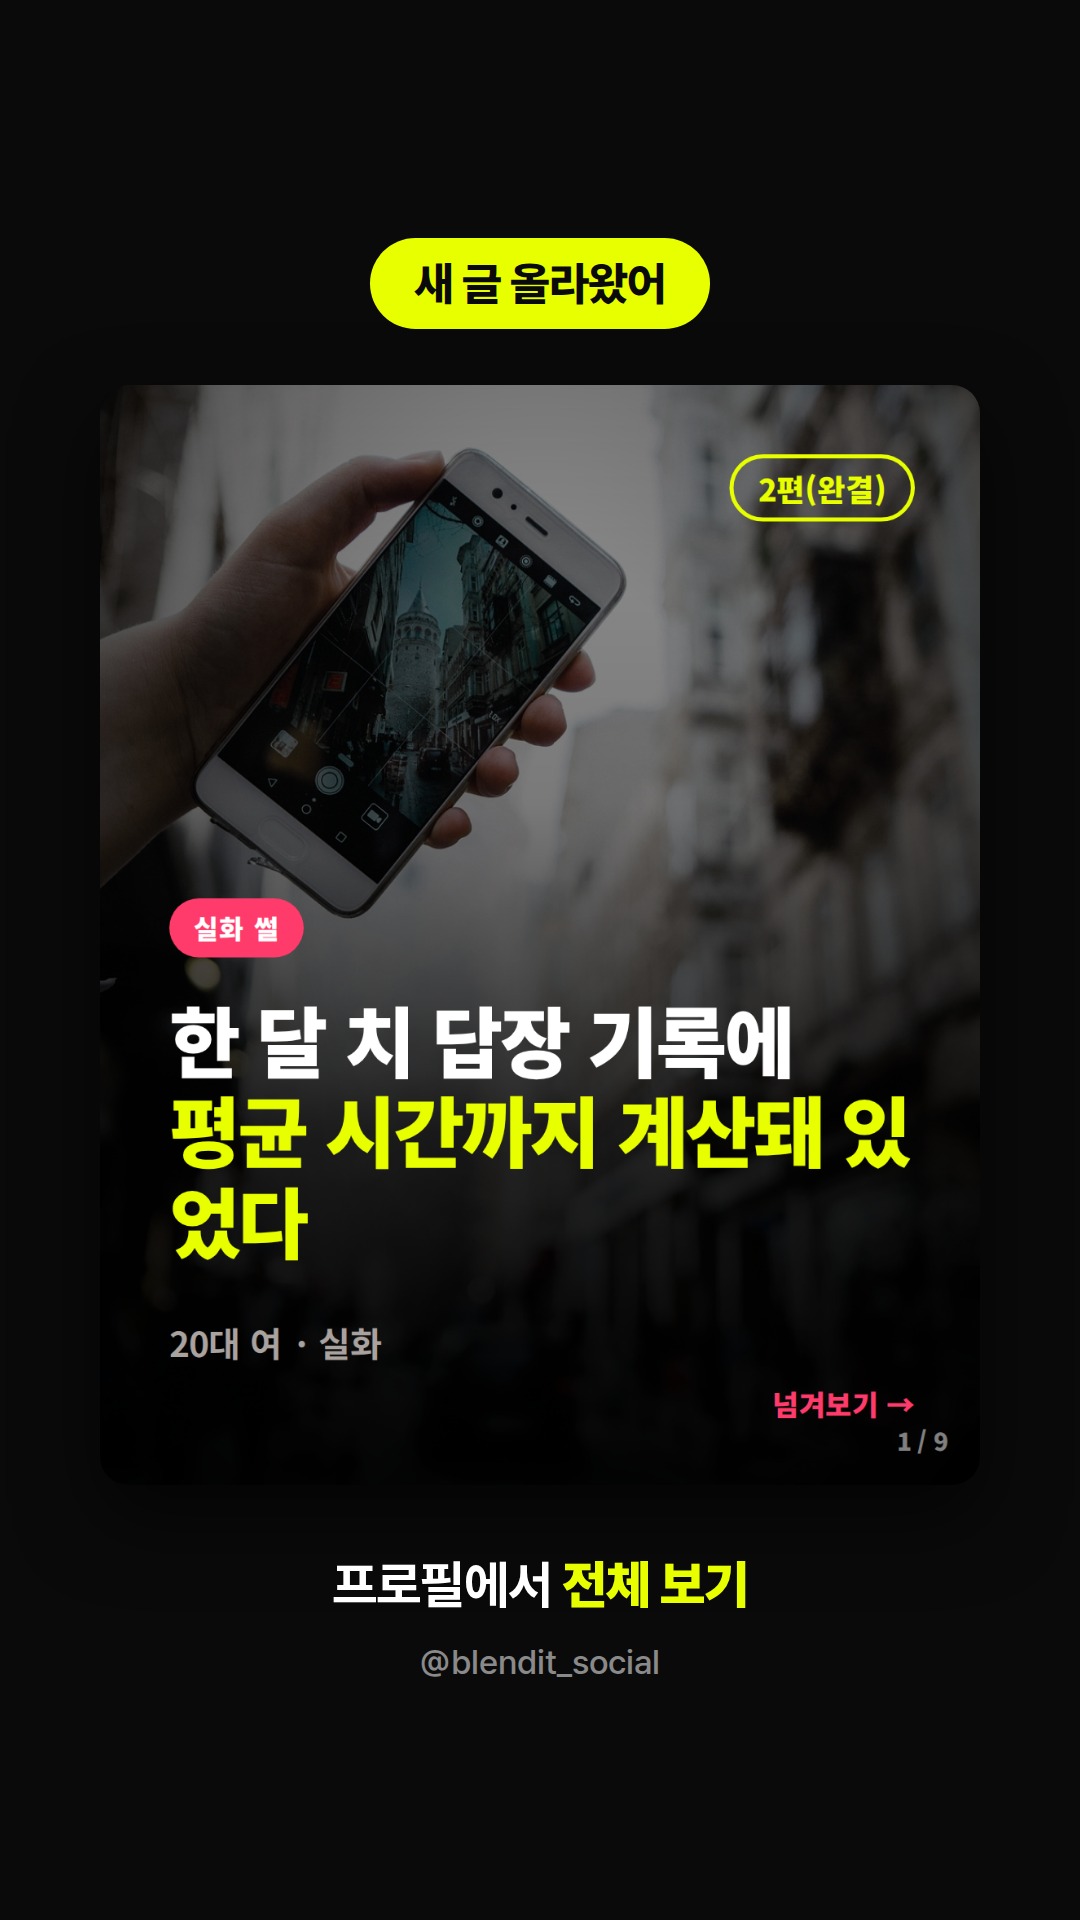 새 글 올라왔어
2편(완결)
실화 썰
한 달 치 답장 기록에
평균 시간까지 계산돼 있
었다
20대 여 · 실화
넘겨보기 →
1 / 9
프로필에서 전체 보기
@blendit_social